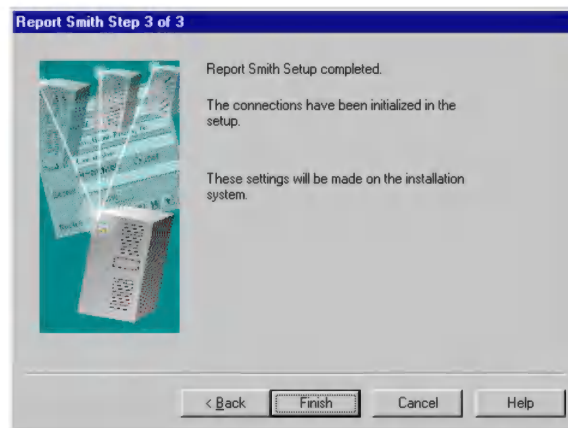 Report Smith Step 3 of 3
Report Smith Setup completed.
The connections have been initialized in the
setup.
These settings will be made on the installation
system.
< Back
Finish
Cancel
Help